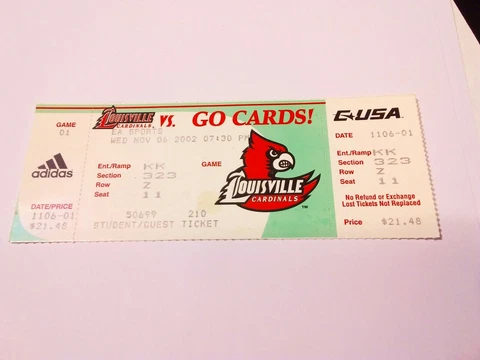 GAME
01
adidas
DATE/PRICE
1106-01
$21.48
LOUISVILLE
CARDINALS
VS.
GO CARDS!
EA SPORTS
WED NOV 06 2002 07:30 PM
Ent./Ramp KK
Section 323
Row Z
Seat 11
GAME
LOUISVILLE
CARDINALS
TM
50699 210
STUDENT/GUEST TICKET
C-USA
DATE 1106-01
Ent./Ramp KK
Section 323
Row Z
Seat 11
No Refund or Exchange
Lost Tickets Not Replaced
Price $21.48